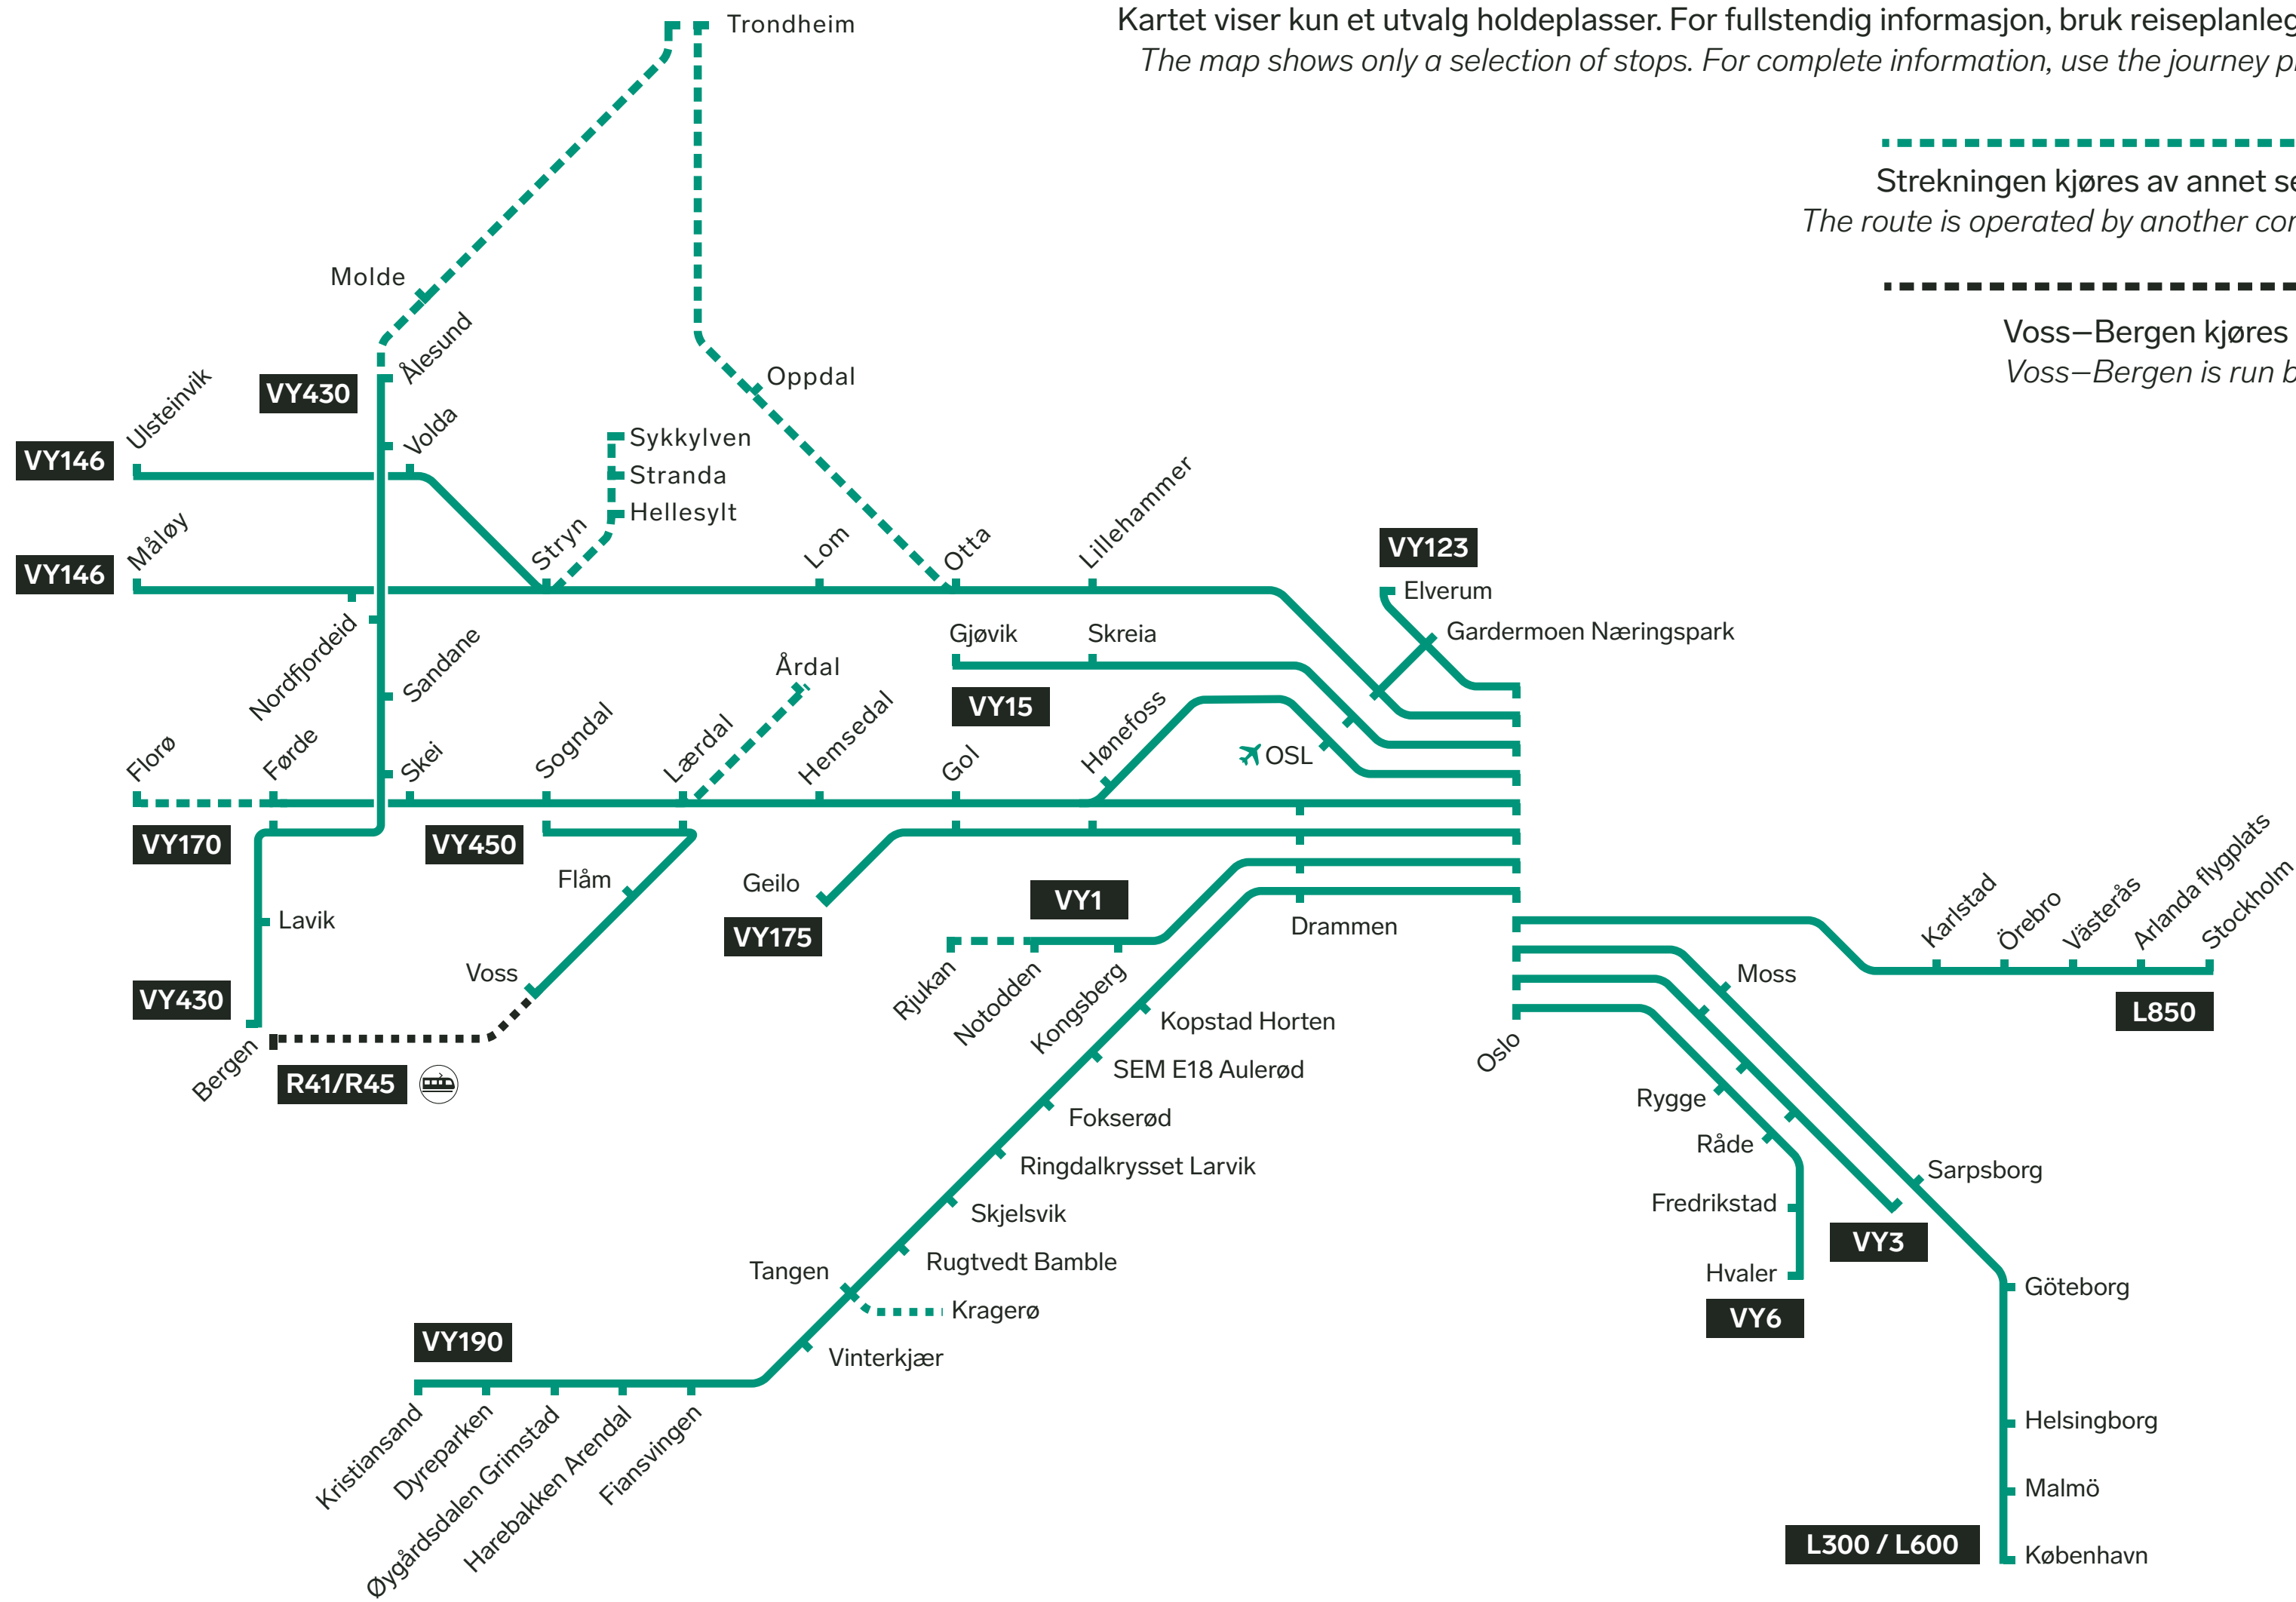 Kartet viser kun et utvalg holdeplasser. For fullstendig informasjon, bruk
The map shows only a selection of stops. For complete information, use the journey
Strekningen kjøres av annet
The route is operated by another
Voss–Bergen kjøres
Voss–Bergen is run
Trondheim
Molde
Ålesund
VY430
Oppdal
Ulsteinvik
Volda
VY146
Sykkylven
Stranda
Hellesylt
Måløy
VY146
Stryn
Lom
Otta
Lillehammer
VY123
Elverum
Gardermoen Næringspark
Nordfjordeid
Sandane
Gjøvik
Skreia
Årdal
VY15
Hønefoss
OSL
Florø
Førde
Skei
Sogndal
Lærdal
Hemsedal
Gol
VY170
VY450
Flåm
Geilo
VY1
VY175
Drammen
Lavik
Voss
VY430
Bergen
R41/R45
Rjukan
Notodden
Kongsberg
Karlstad
Örebro
Västerås
Arlanda flygplats
Stockholm
L850
Moss
Oslo
Kopstad Horten
SEM E18 Aulerød
Fokserød
Ringdalkrysset Larvik
Skjelsvik
Rugtvedt Bamble
Tangen
Kragerø
Vinterkjær
Rygge
Råde
Fredrikstad
Hvaler
VY6
Sarpsborg
VY3
Göteborg
Helsingborg
Malmö
København
L300 / L600
VY190
Kristiansand
Dyreparken
Øygårdsdalen Grimstad
Harebakken Arendal
Fiansvingen